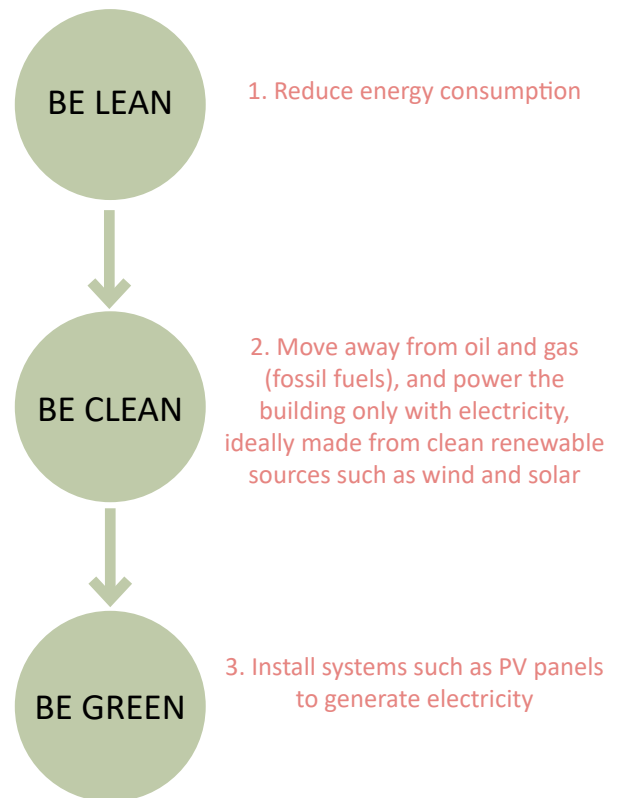 BE LEAN
1. Reduce energy consumption
BE CLEAN
2. Move away from oil and gas
(fossil fuels), and power the
building only with electricity,
ideally made from clean renewable
sources such as wind and solar
BE GREEN
3. Install systems such as PV panels
to generate electricity